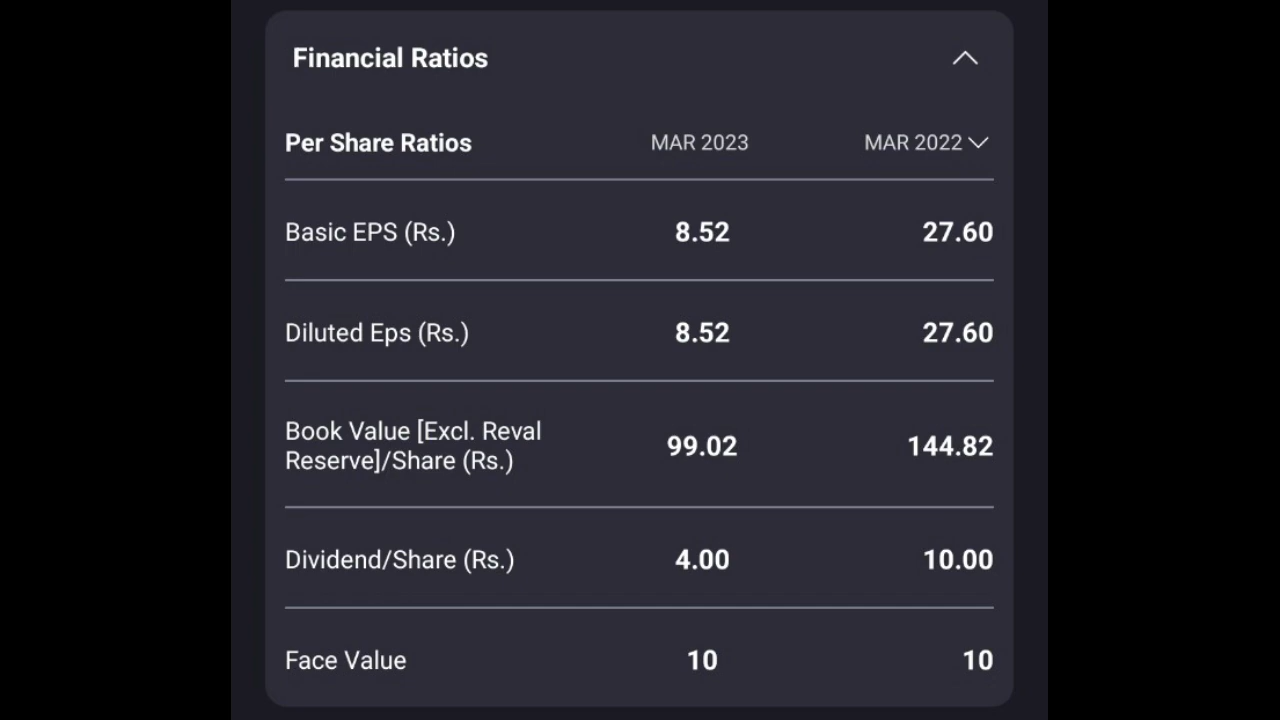 Financial Ratios
Per Share Ratios MAR 2023 MAR 2022
Basic EPS (Rs.) 8.52 27.60
Diluted Eps (Rs.) 8.52 27.60
Book Value [Excl. Reval
Reserve]/Share (Rs.) 99.02 144.82
Dividend/Share (Rs.) 4.00 10.00
Face Value 10 10